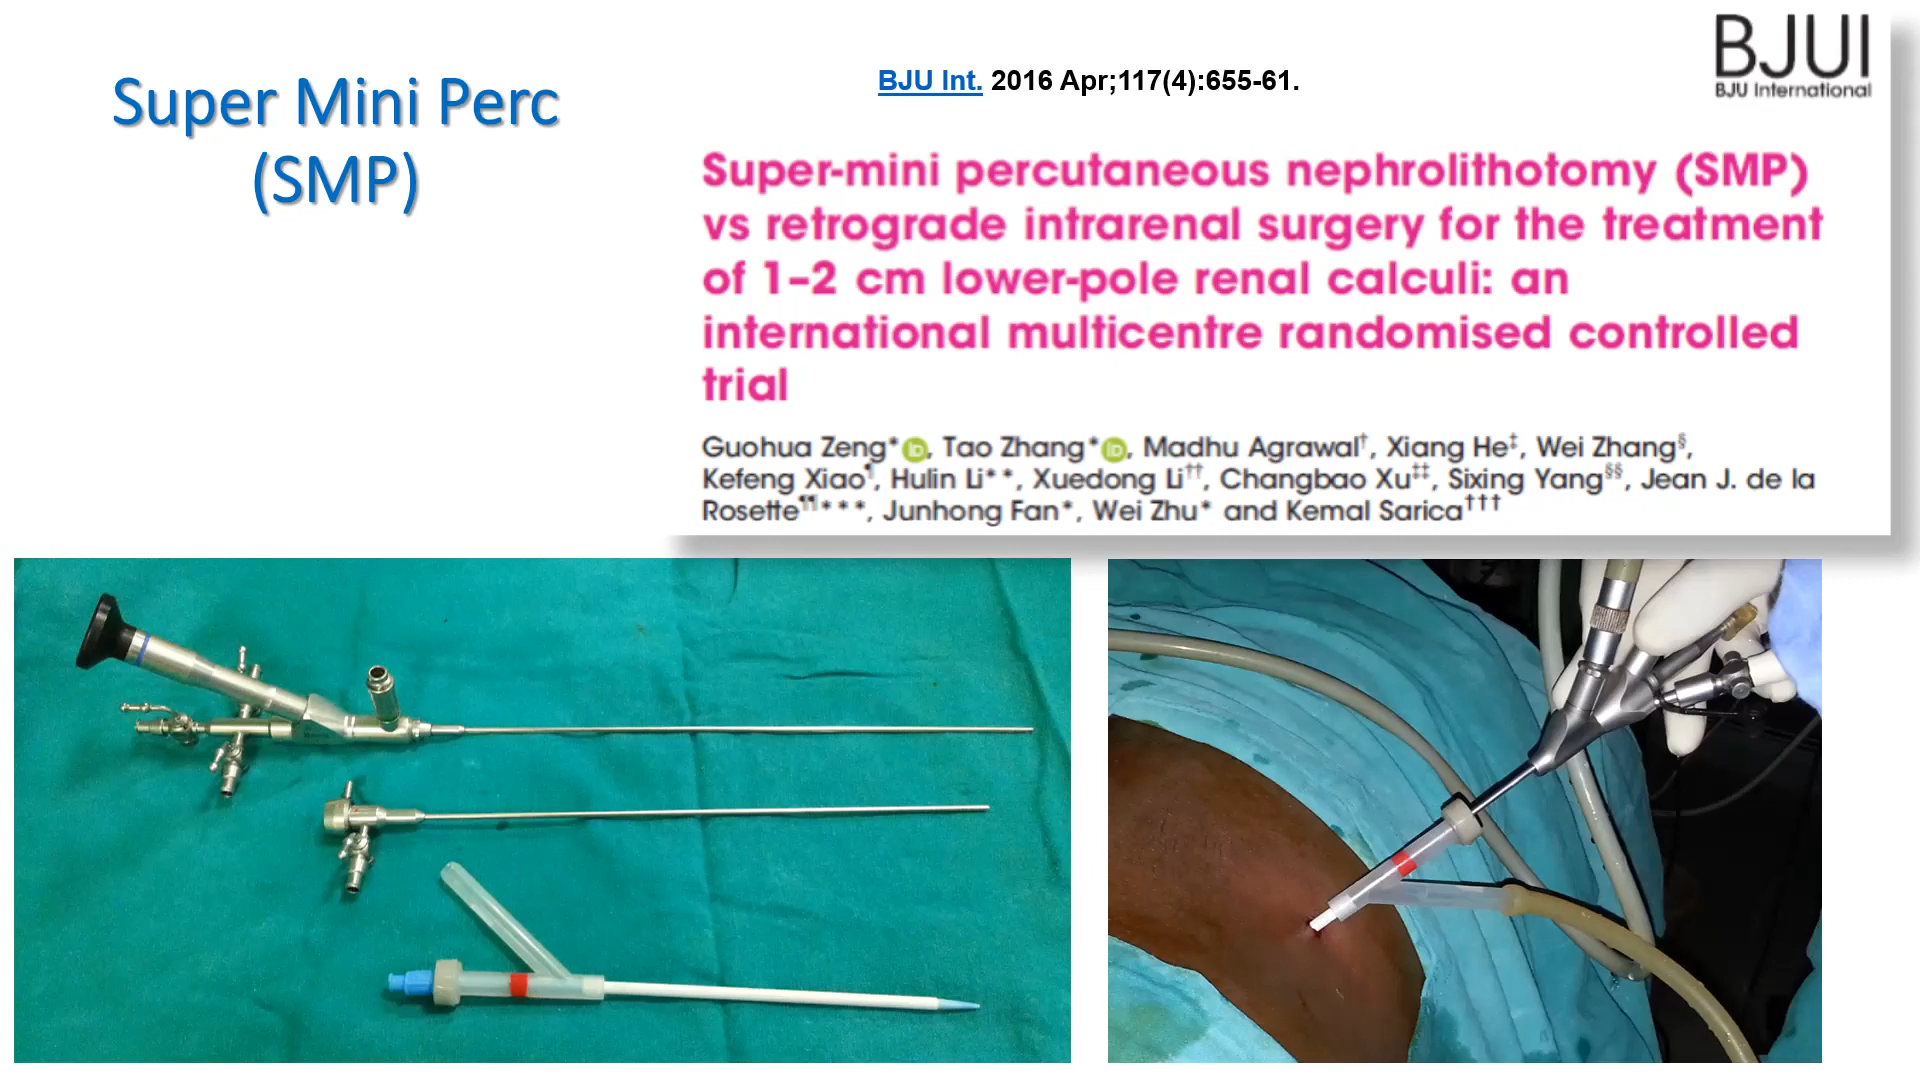 Super Mini Perc
(SMP)
BJU Int. 2016 Apr;117(4):655-61.
BJUI
BJU International
Super-mini percutaneous nephrolithotomy (SMP)
vs retrograde intrarenal surgery for the treatment
of 1–2 cm lower-pole renal calculi: an
international multicentre randomised controlled
trial
Guohua Zeng* iD, Tao Zhang* iD, Madhu Agrawal†, Xiang He‡, Wei Zhang§,
Kefeng Xiao¶, Hulin Li**, Xuedong Li††, Changbao Xu‡‡, Sixing Yang§§, Jean J. de la
Rosette¶¶***, Junhong Fan*, Wei Zhu* and Kemal Sarica†††